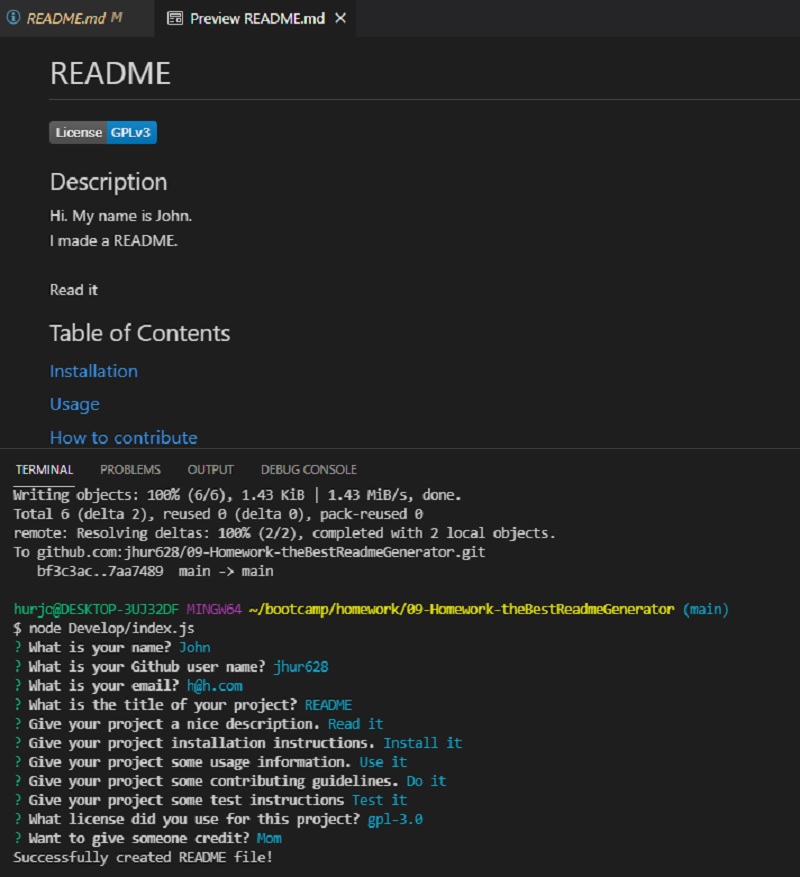 README.md M
Preview README.md
README
License GPLv3
Description
Hi. My name is John.
I made a README.
Read it
Table of Contents
Installation
Usage
How to contribute
TERMINAL PROBLEMS OUTPUT DEBUG CONSOLE
Writing objects: 100% (6/6), 1.43 KiB | 1.43 MiB/s, done.
Total 6 (delta 2), reused 0 (delta 0), pack-reused 0
remote: Resolving deltas: 100% (2/2), completed with 2 local objects.
To github.com:jhur628/09-Homework-theBestReadmeGenerator.git
bf3c3ac..7aa7489 main -> main
hurjc@DESKTOP-3UJ32DF MINGW64 ~/bootcamp/homework/09-Homework-theBestReadmeGenerator (main)
$ node Develop/index.js
? What is your name? John
? What is your Github user name? jhur628
? What is your email? h@h.com
? What is the title of your project? README
? Give your project a nice description. Read it
? Give your project installation instructions. Install it
? Give your project some usage information. Use it
? Give your project some contributing guidelines. Do it
? Give your project some test instructions Test it
? What license did you use for this project? gpl-3.0
? Want to give someone credit? Mom
Successfully created README file!